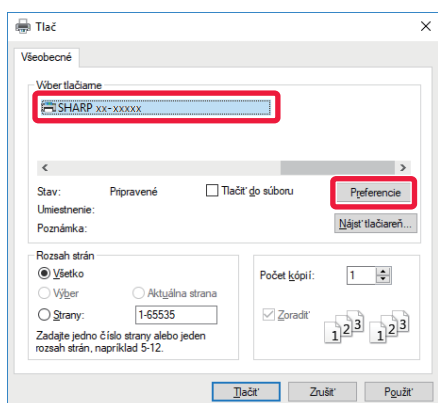 Tlač
Všeobecné
Výber tlačiarne
SHARP xx-xxxxx
Stav: Pripravené Tlačiť do súboru Preferencie
Umiestnenie:
Poznámka: Nájsť tlačiareň...
Rozsah strán
Všetko
Výber Aktuálna strana
Strany: 1-65535
Zadajte jedno číslo strany alebo jeden
rozsah strán, napríklad 5-12.
Počet kópií: 1
Zoradiť
1 2 3 1 2 3
Tlačiť Zrušiť Použiť